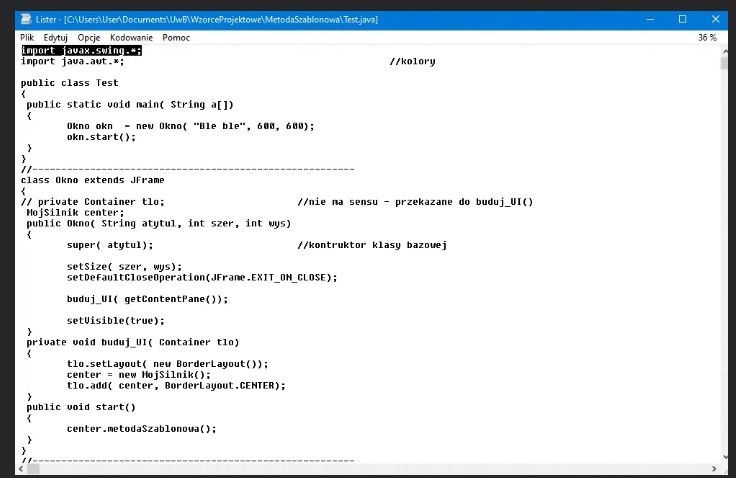 Lister - [C:\Users\User\Documents\UwB\WzorceProjektowe\MetodaSzablonowa\Test.java]
Plik Edytuj Opcje Kodowanie Pomoc 36 %
import javax.swing.*;
import java.awt.*; //kolory
public class Test
{
public static void main( String a[])
{
Okno okn - new Okno( "Ble ble", 600, 600);
okn.start();
}
}
//--------------------------------------------------------
class Okno extends JFrame
{
// private Container tlo; //nie ma sensu - przekazane do buduj_UI()
MojSilnik center;
public Okno( String atytul, int szer, int wys)
{
super( atytul); //kontruktor klasy bazowej
setSize( szer, wys);
setDefaultCloseOperation(JFrame.EXIT_ON_CLOSE);
buduj_UI( getContentPane());
setVisible(true);
}
private void buduj_UI( Container tlo)
{
tlo.setLayout( new BorderLayout());
center = new MojSilnik();
tlo.add( center, BorderLayout.CENTER);
}
public void start()
{
center.metodaSzablonowa();
}
}
//--------------------------------------------------------